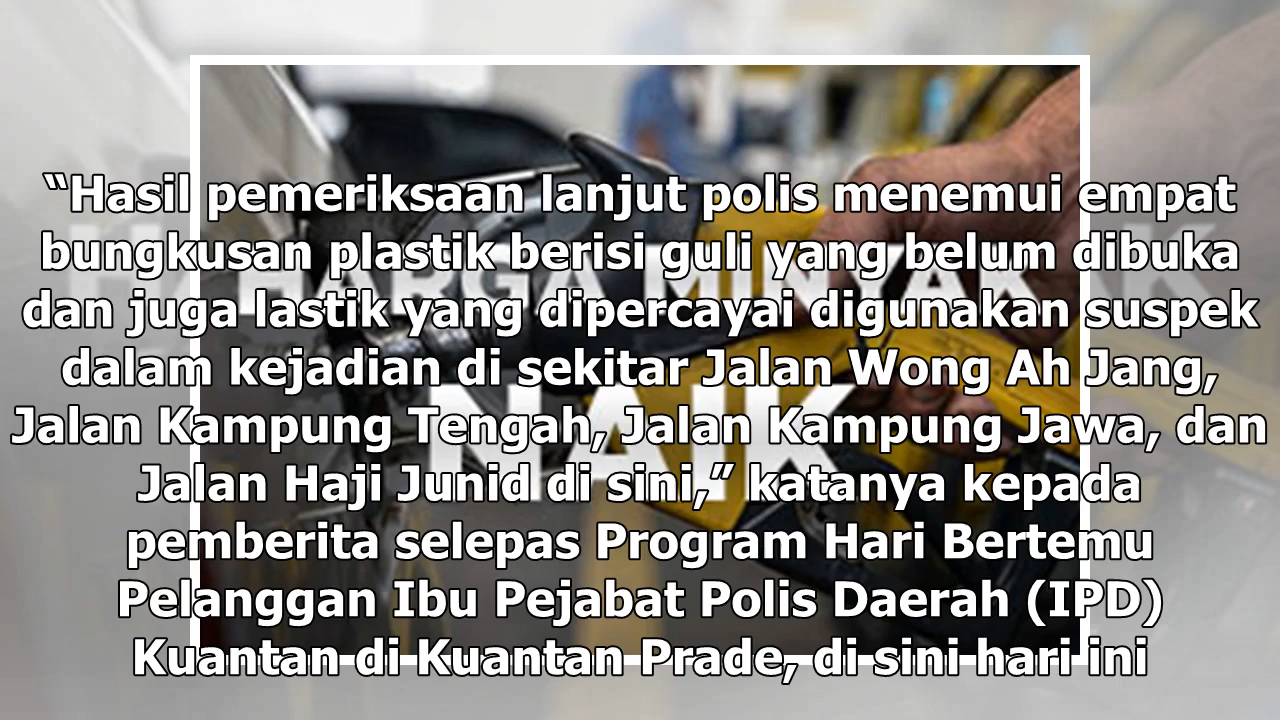 “Hasil pemeriksaan lanjut polis menemui empat
bungkusan plastik berisi guli yang belum dibuka
dan juga lastik yang dipercayai digunakan suspek
dalam kejadian di sekitar Jalan Wong Ah Jang,
Jalan Kampung Tengah, Jalan Kampung Jawa, dan
Jalan Haji Junid di sini,” katanya kepada
pemberita selepas Program Hari Bertemu
Pelanggan Ibu Pejabat Polis Daerah (IPD)
Kuantan di Kuantan Prade, di sini hari ini
HARGA MINYAK
NAIK